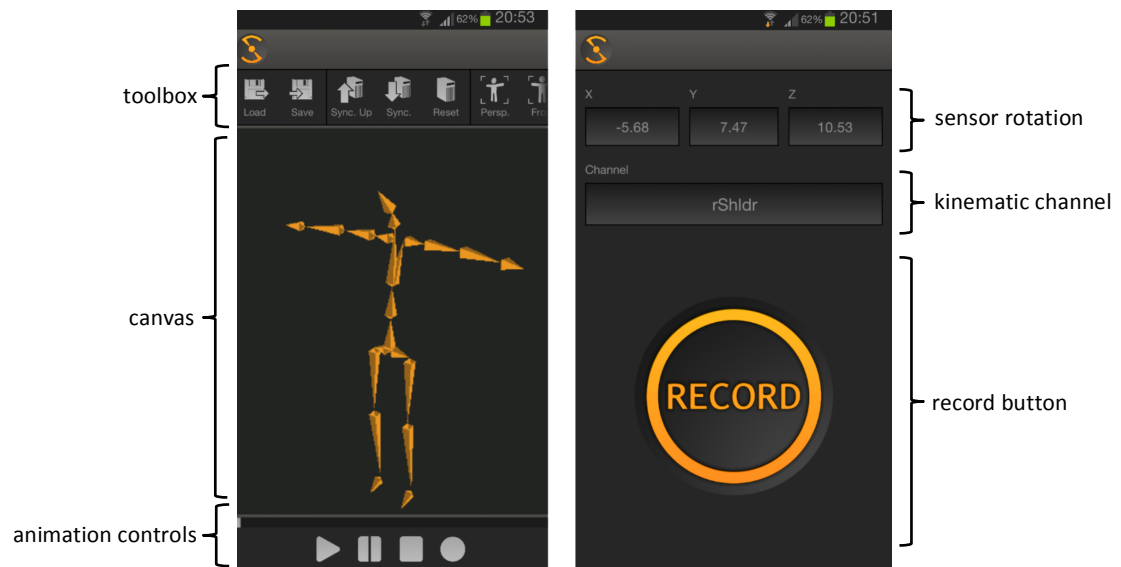 62% 20:53
toolbox
Load Save Sync. Up Sync. Reset Persp. Fro
canvas
animation controls
62% 20:51
X Y Z
-5.68 7.47 10.53
sensor rotation
Channel
rShldr
kinematic channel
RECORD
record button